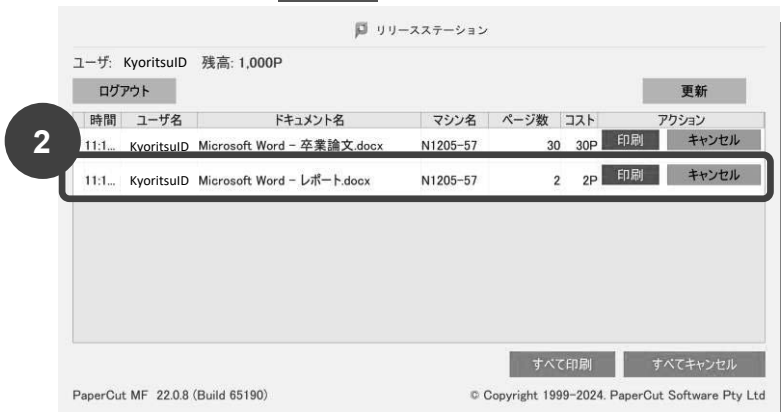 リリースステーション
ユーザ: KyoritsuID 残高: 1,000P
ログアウト 更新
時間 ユーザ名 ドキュメント名 マシン名 ページ数 コスト アクション
2
11:1... KyoritsuID Microsoft Word - 卒業論文.docx N1205-57 30 30P 印刷 キャンセル
11:1... KyoritsuID Microsoft Word - レポート.docx N1205-57 2 2P 印刷 キャンセル
すべて印刷 すべてキャンセル
PaperCut MF 22.0.8 (Build 65190) © Copyright 1999-2024. PaperCut Software Pty Ltd